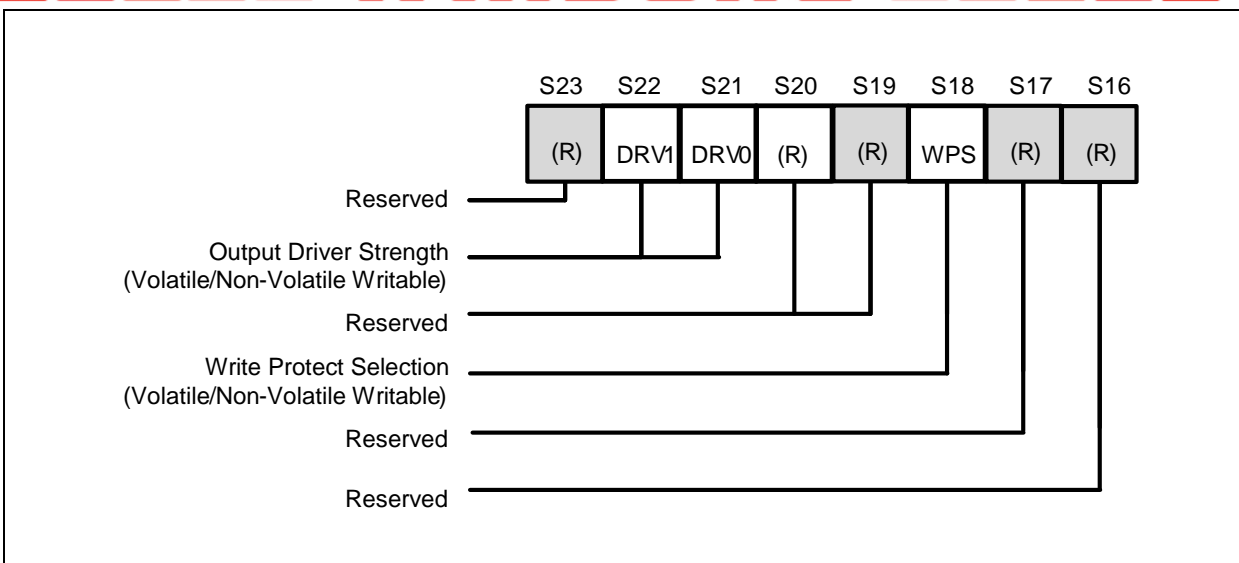 S23 S22 S21 S20 S19 S18 S17 S16
(R) DRV1 DRV0 (R) (R) WPS (R) (R)
Reserved
Output Driver Strength
(Volatile/Non-Volatile Writable)
Reserved
Write Protect Selection
(Volatile/Non-Volatile Writable)
Reserved
Reserved